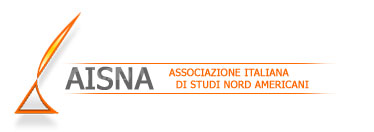 AISNA
ASSOCIAZIONE ITALIANA
DI STUDI NORD AMERICANI